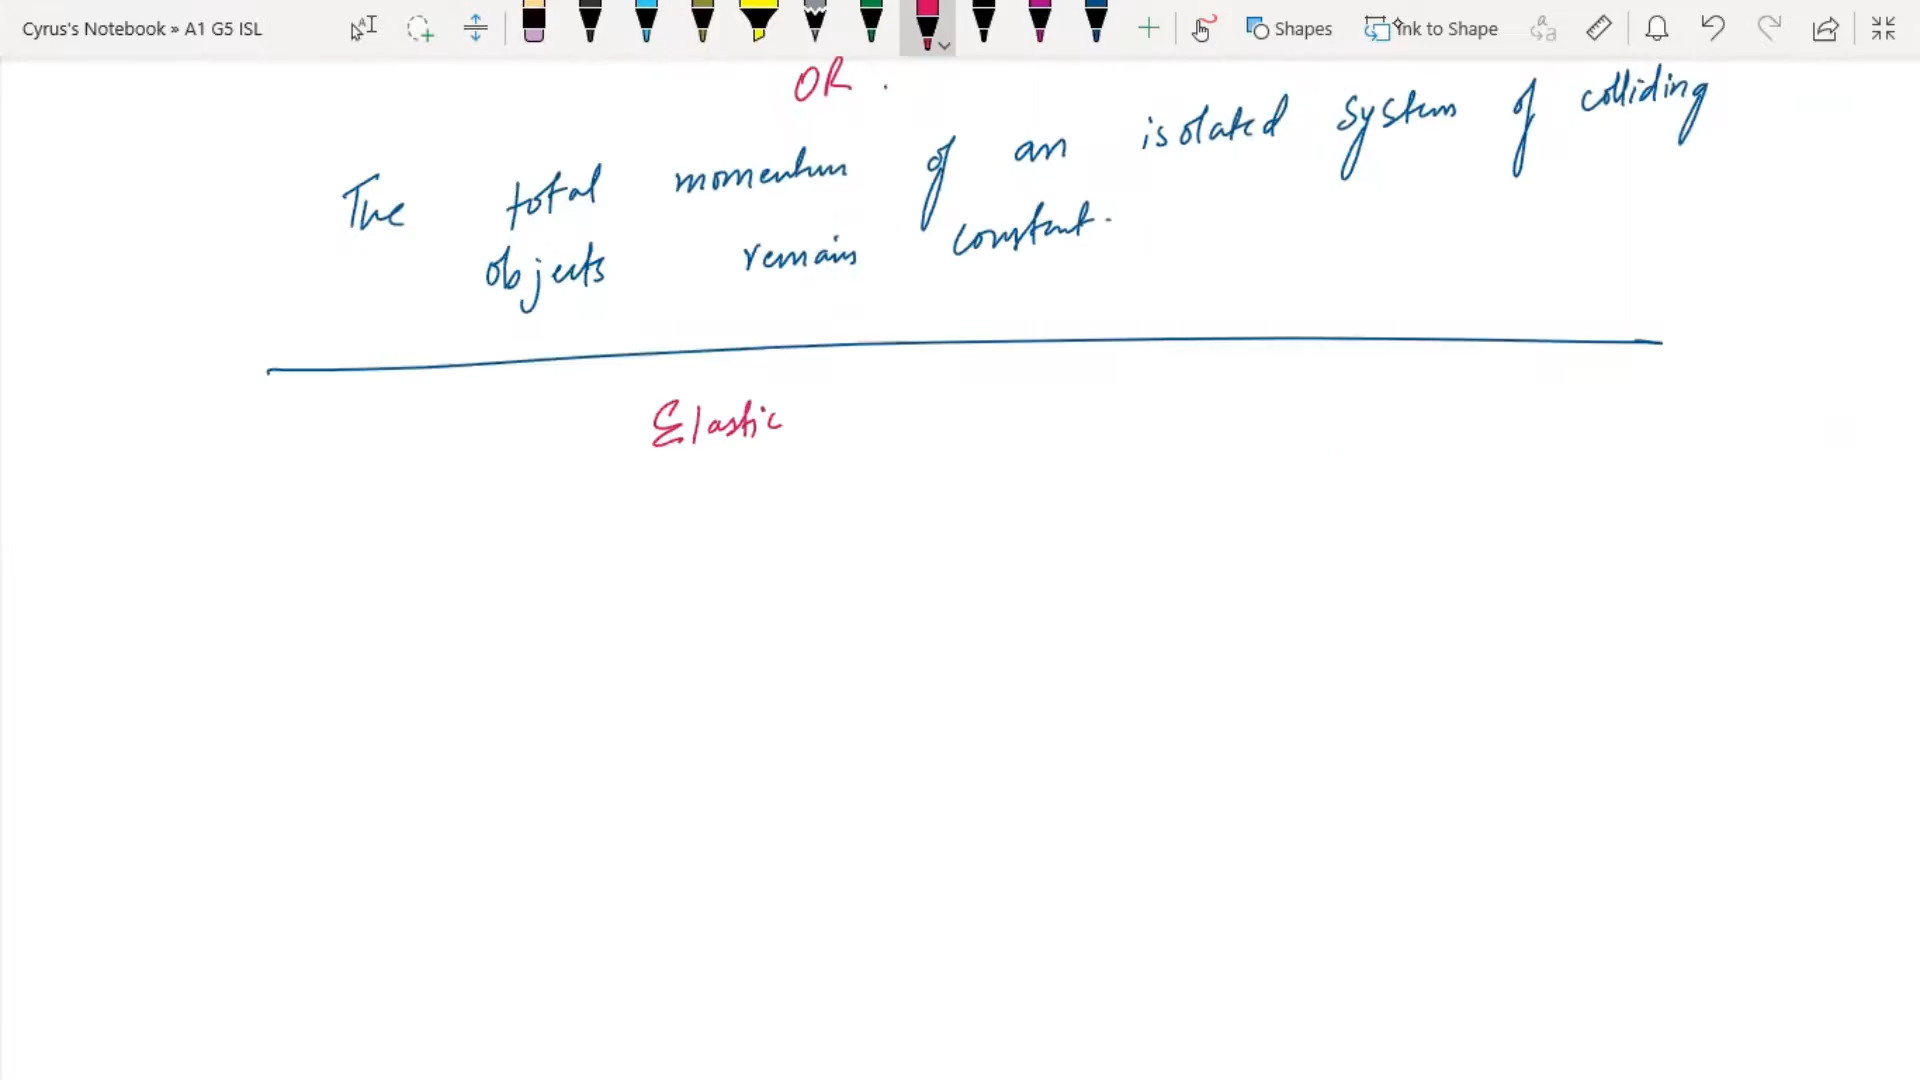 Cyrus's Notebook » A1 G5 ISL
Shapes
Ink to Shape
OR.
The total momentum of an isolated system of colliding
objects remain constant.
Elastic